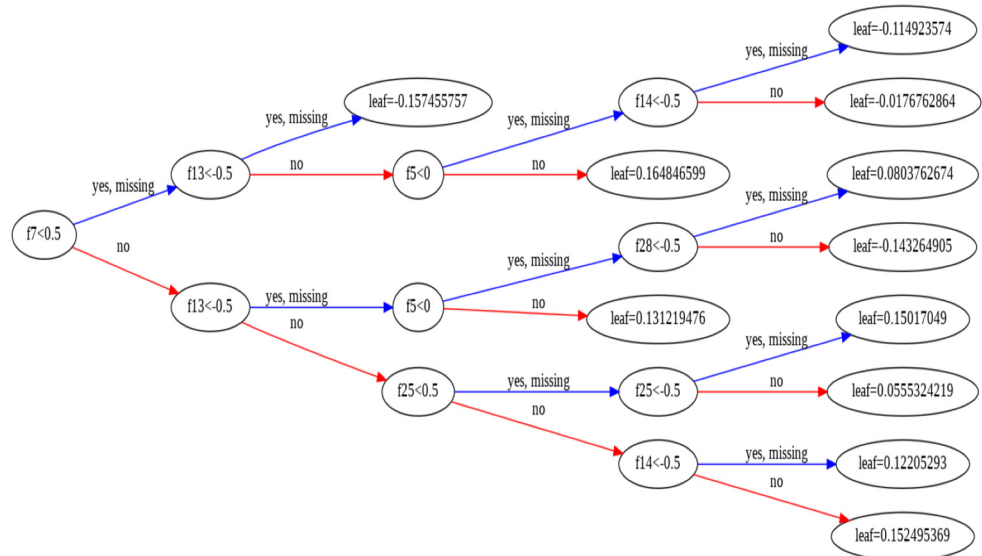 leaf=-0.114923574
yes, missing
f14<-0.5
no
leaf=-0.0176762864
leaf=-0.157455757
yes, missing
yes, missing
f13<-0.5
no
f5<0
no
leaf=0.164846599
yes, missing
f7<0.5
no
leaf=0.0803762674
yes, missing
f28<-0.5
no
leaf=-0.143264905
yes, missing
f13<-0.5
yes, missing
f5<0
no
leaf=0.131219476
no
leaf=0.15017049
yes, missing
f25<0.5
yes, missing
f25<-0.5
no
leaf=0.0555324219
no
f14<-0.5
yes, missing
leaf=0.12205293
no
leaf=0.152495369